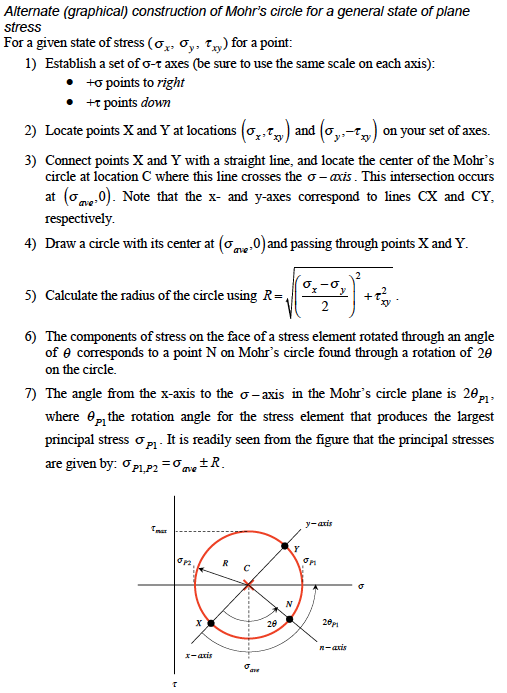 Alternate (graphical) construction of Mohr's circle for a general state of plane
stress
For a given state of stress (σx, σy, τxy) for a point:
1) Establish a set of σ-τ axes (be sure to use the same scale on each axis):
• +σ points to right
• +τ points down
2) Locate points X and Y at locations (σx,τxy) and (σy,−τxy) on your set of axes.
3) Connect points X and Y with a straight line, and locate the center of the Mohr's
circle at location C where this line crosses the σ – axis. This intersection occurs
at (σave,0). Note that the x- and y-axes correspond to lines CX and CY,
respectively.
4) Draw a circle with its center at (σave,0) and passing through points X and Y.
5) Calculate the radius of the circle using R = √((σx − σy)/2)² + τ²xy .
6) The components of stress on the face of a stress element rotated through an angle
of θ corresponds to a point N on Mohr's circle found through a rotation of 2θ
on the circle.
7) The angle from the x-axis to the σ – axis in the Mohr's circle plane is 2θP1,
where θP1 the rotation angle for the stress element that produces the largest
principal stress σP1. It is readily seen from the figure that the principal stresses
are given by: σP1,P2 = σave ± R.
y – axis
τmax
Y
σP2
R
C
σP1
σ
N
X
2θ
2θP1
n – axis
x – axis
σave
τ